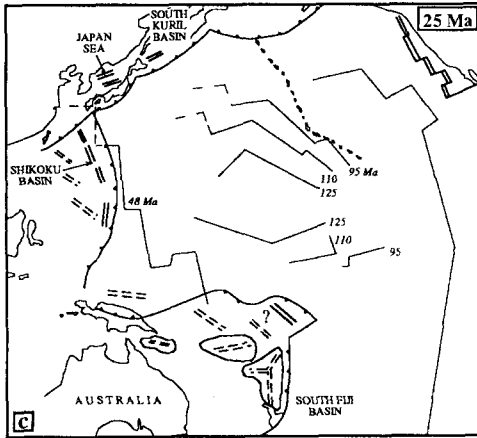 25 Ma
SOUTH
KURIL
BASIN
JAPAN
SEA
SHIKOKU
BASIN
95 Ma
110
125
48 Ma
125
110
95
?
AUSTRALIA
SOUTH FIJI
BASIN
C